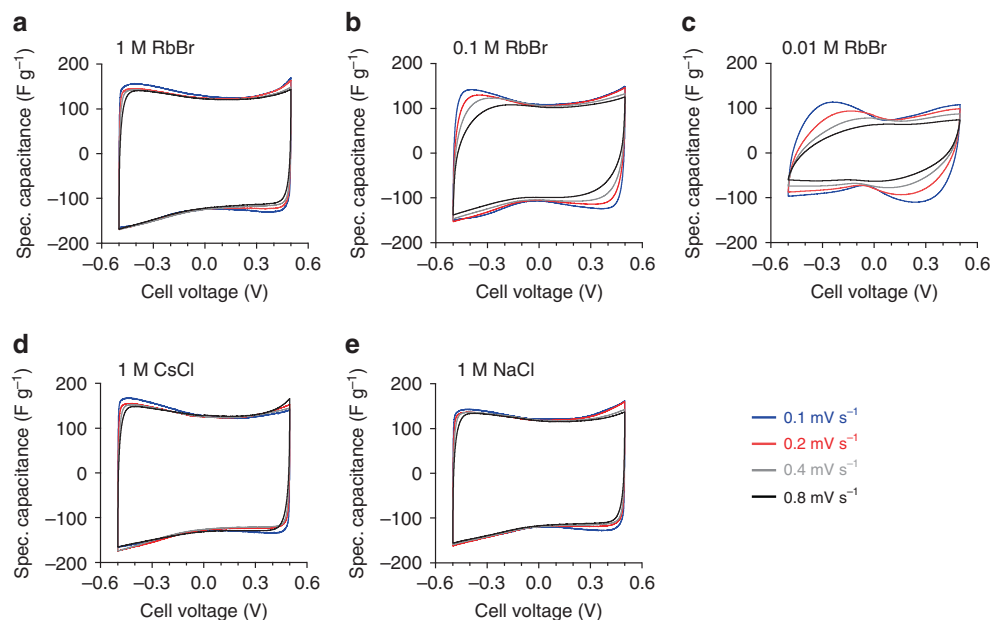 a
1 M RbBr
Spec. capacitance (F g⁻¹)
200
100
0
−100
−200
−0.6 −0.3 0.0 0.3 0.6
Cell voltage (V)
b
0.1 M RbBr
Spec. capacitance (F g⁻¹)
200
100
0
−100
−200
−0.6 −0.3 0.0 0.3 0.6
Cell voltage (V)
c
0.01 M RbBr
Spec. capacitance (F g⁻¹)
200
100
0
−100
−200
−0.6 −0.3 0.0 0.3 0.6
Cell voltage (V)
d
1 M CsCl
Spec. capacitance (F g⁻¹)
200
100
0
−100
−200
−0.6 −0.3 0.0 0.3 0.6
Cell voltage (V)
e
1 M NaCl
Spec. capacitance (F g⁻¹)
200
100
0
−100
−200
−0.6 −0.3 0.0 0.3 0.6
Cell voltage (V)
0.1 mV s⁻¹
0.2 mV s⁻¹
0.4 mV s⁻¹
0.8 mV s⁻¹